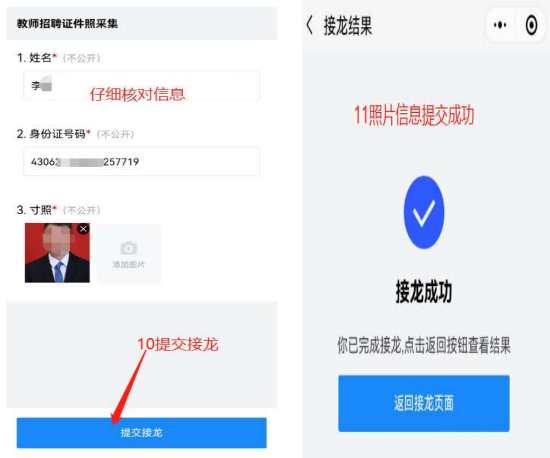 教师招聘证件照采集
1. 姓名* (不公开)
李
仔细核对信息
2. 身份证号码* (不公开)
4306 257719
3. 寸照* (不公开)
添加图片
10提交接龙
提交接龙
接龙结果
11照片信息提交成功
接龙成功
你已完成接龙,点击返回按钮查看结果
返回接龙页面